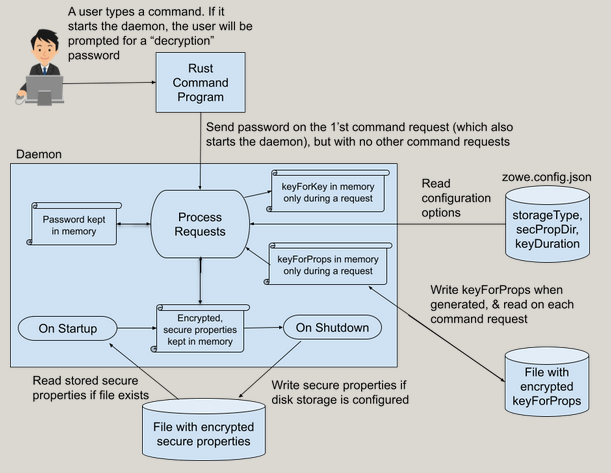 A user types a command. If it
starts the daemon, the user will be
prompted for a “decryption”
password
Rust
Command
Program
Send password on the 1’st command request (which also
starts the daemon), but with no other command requests
Daemon
keyForKey in memory
only during a request
Password kept
in memory
Process
Requests
keyForProps in memory
only during a request
Read
configuration
options
zowe.config.json
storageType,
secPropDir,
keyDuration
Write keyForProps when
generated, & read on each
command request
On Startup
Encrypted,
secure properties
kept in memory
On Shutdown
Read stored secure
properties if file exists
Write secure properties if
disk storage is configured
File with encrypted
secure properties
File with
encrypted
keyForProps